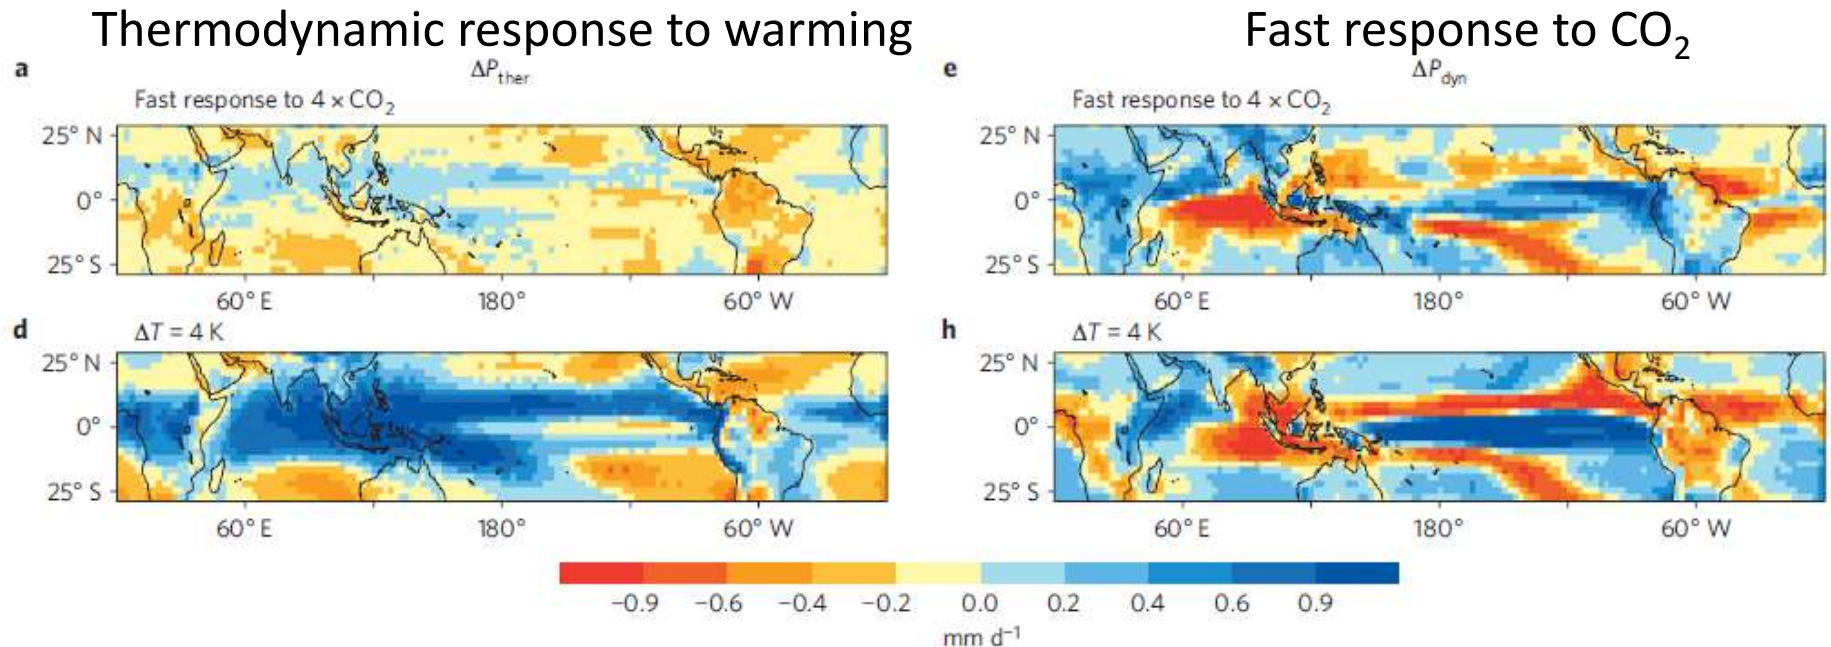 Thermodynamic response to warming
Fast response to CO₂
a
ΔP_ther
Fast response to 4 × CO₂
25° N
0°
25° S
60° E
180°
60° W
e
ΔP_dyn
Fast response to 4 × CO₂
25° N
0°
25° S
60° E
180°
60° W
d
ΔT = 4 K
25° N
0°
25° S
60° E
180°
60° W
h
ΔT = 4 K
25° N
0°
25° S
60° E
180°
60° W
−0.9 −0.6 −0.4 −0.2 0.0 0.2 0.4 0.6 0.9
mm d⁻¹